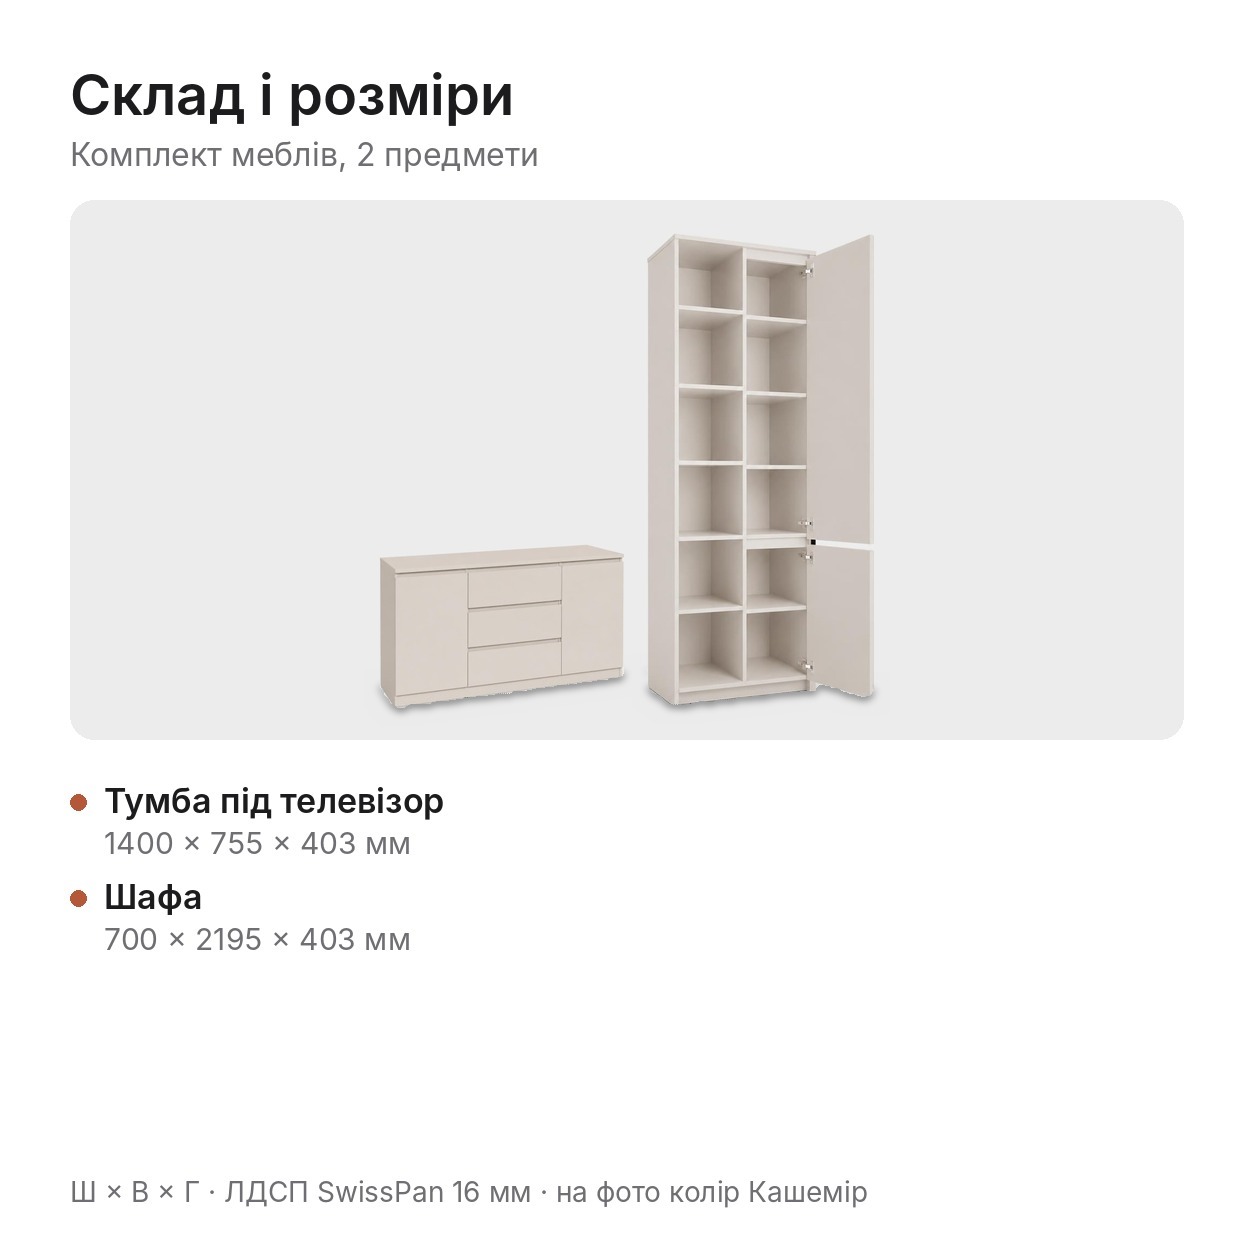 Склад і розміри
Комплект меблів, 2 предмети
Тумба під телевізор
1400 × 755 × 403 мм
Шафа
700 × 2195 × 403 мм
Ш × В × Г · ЛДСП SwissPan 16 мм · на фото колір Кашемір